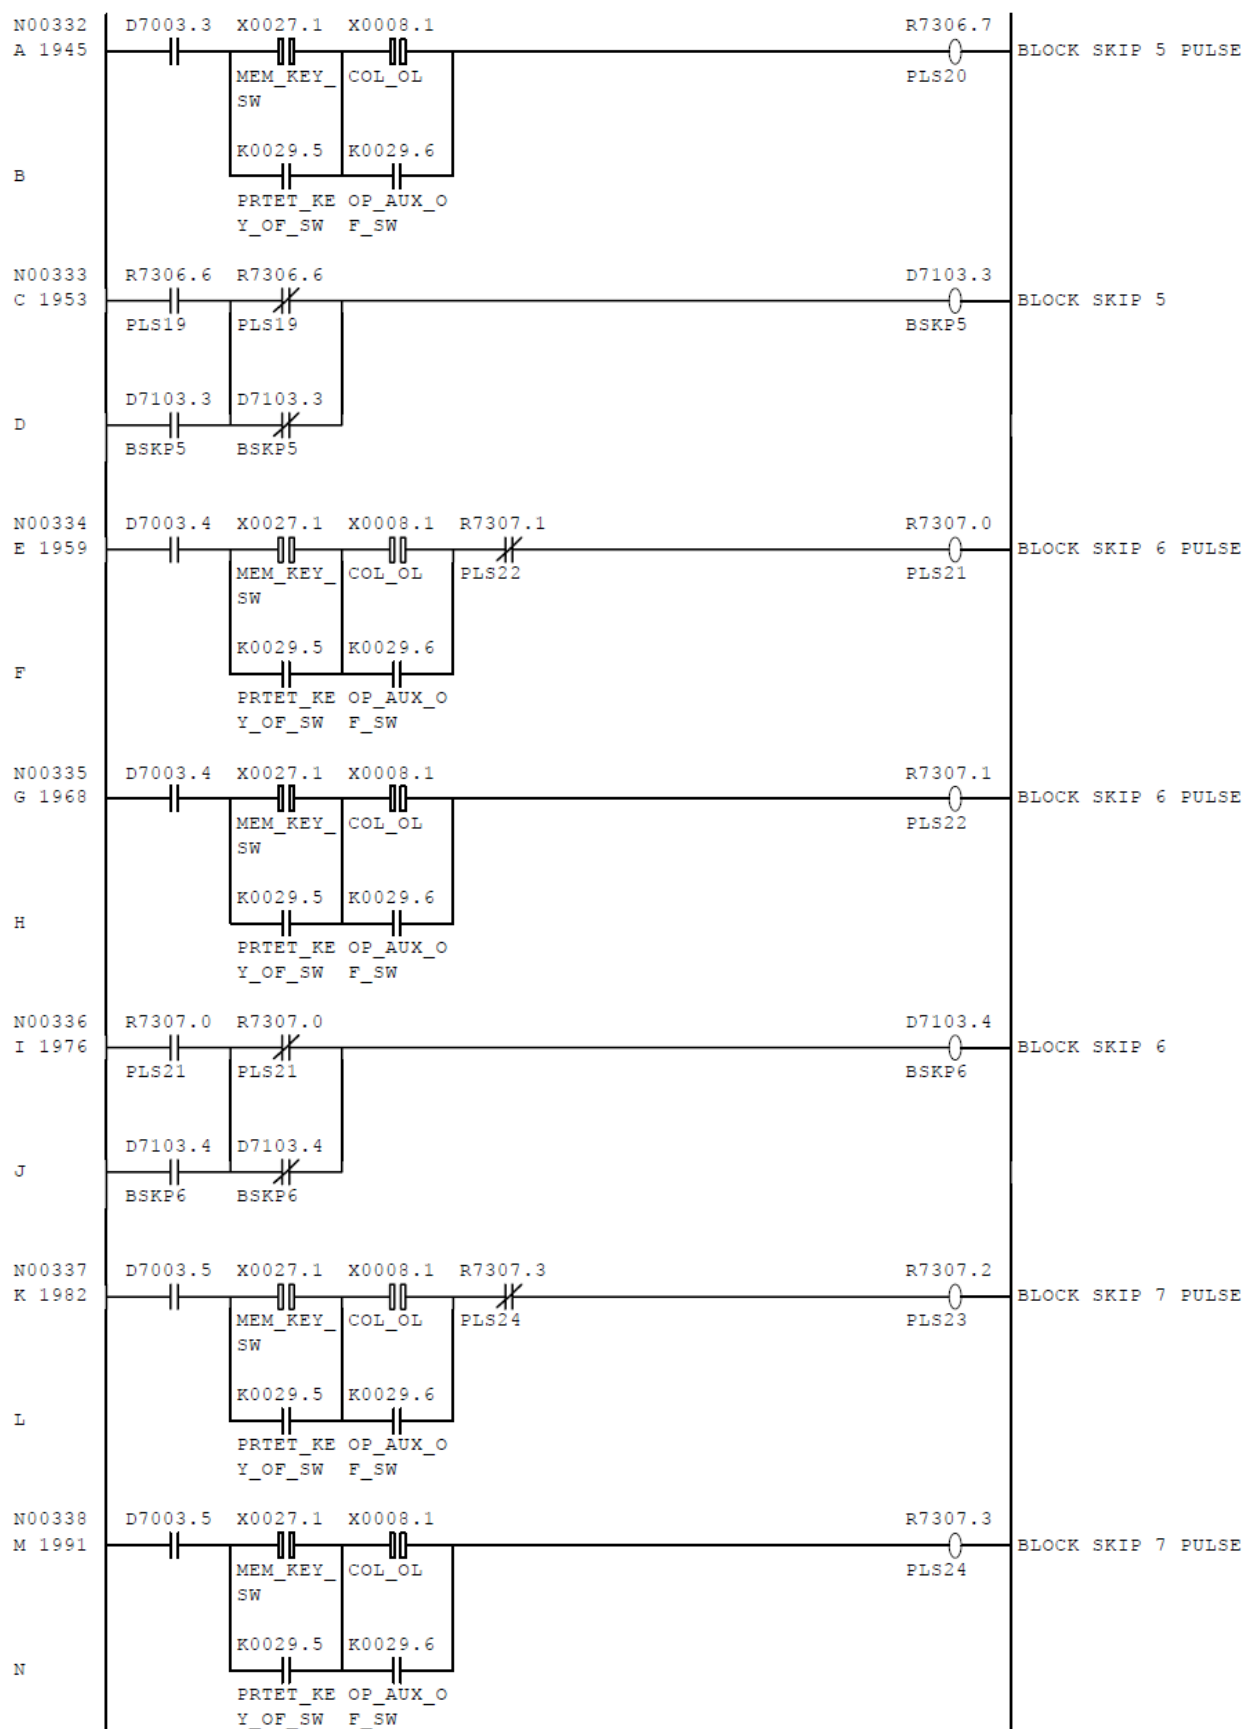 N00332 D7003.3 X0027.1 X0008.1 R7306.7
A 1945 BLOCK SKIP 5 PULSE
MEM_KEY_ COL_OL PLS20
SW
K0029.5 K0029.6
B
PRTET_KE OP_AUX_O
Y_OF_SW F_SW
N00333 R7306.6 R7306.6 D7103.3
C 1953 BLOCK SKIP 5
PLS19 PLS19 BSKP5
D7103.3 D7103.3
D
BSKP5 BSKP5
N00334 D7003.4 X0027.1 X0008.1 R7307.1 R7307.0
E 1959 BLOCK SKIP 6 PULSE
MEM_KEY_ COL_OL PLS22 PLS21
SW
K0029.5 K0029.6
F
PRTET_KE OP_AUX_O
Y_OF_SW F_SW
N00335 D7003.4 X0027.1 X0008.1 R7307.1
G 1968 BLOCK SKIP 6 PULSE
MEM_KEY_ COL_OL PLS22
SW
K0029.5 K0029.6
H
PRTET_KE OP_AUX_O
Y_OF_SW F_SW
N00336 R7307.0 R7307.0 D7103.4
I 1976 BLOCK SKIP 6
PLS21 PLS21 BSKP6
D7103.4 D7103.4
J
BSKP6 BSKP6
N00337 D7003.5 X0027.1 X0008.1 R7307.3 R7307.2
K 1982 BLOCK SKIP 7 PULSE
MEM_KEY_ COL_OL PLS24 PLS23
SW
K0029.5 K0029.6
L
PRTET_KE OP_AUX_O
Y_OF_SW F_SW
N00338 D7003.5 X0027.1 X0008.1 R7307.3
M 1991 BLOCK SKIP 7 PULSE
MEM_KEY_ COL_OL PLS24
SW
K0029.5 K0029.6
N
PRTET_KE OP_AUX_O
Y_OF_SW F_SW